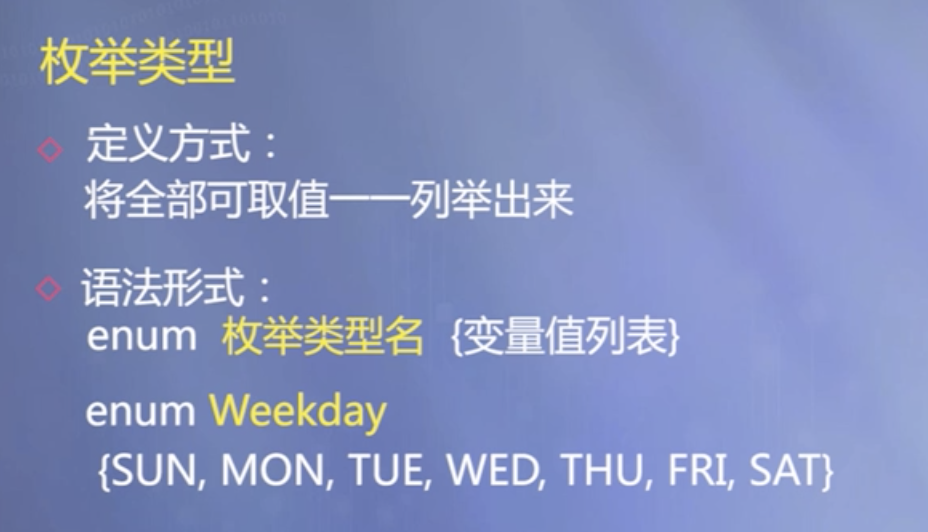 枚举类型
定义方式：
将全部可取值一一列举出来
语法形式：
enum 枚举类型名 {变量值列表}
enum Weekday
{SUN, MON, TUE, WED, THU, FRI, SAT}